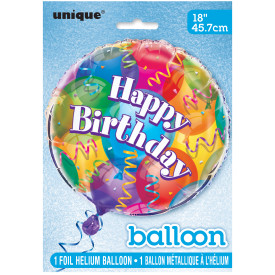 unique®
18"
45.7cm
Happy
Birthday
balloon
1 FOIL HELIUM BALLOON • 1 BALLON MÉTALLIQUE À L'HÉLIUM